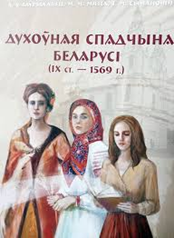 ДУХОЎНАЯ СПАДЧЫНА
БЕЛАРУСІ
(IX ст. — 1569 г.)